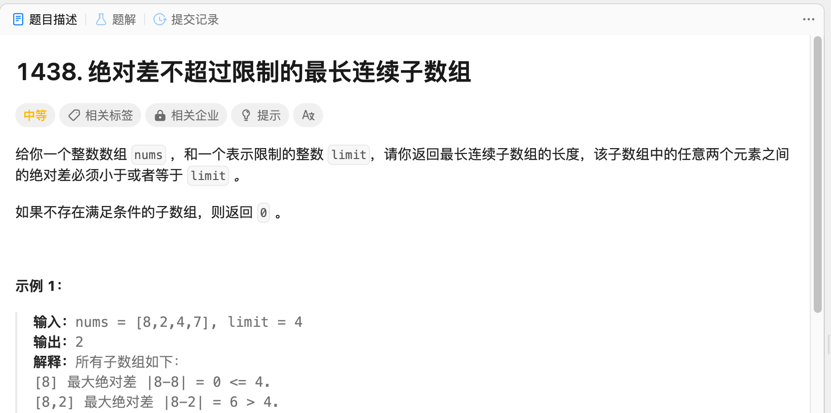 题目描述 题解 提交记录
1438. 绝对差不超过限制的最长连续子数组
中等 相关标签 相关企业 提示
给你一个整数数组 nums ，和一个表示限制的整数 limit，请你返回最长连续子数组的长度，该子数组中的任意两个元素之间
的绝对差必须小于或者等于 limit 。
如果不存在满足条件的子数组，则返回 0 。
示例 1：
输入：nums = [8,2,4,7], limit = 4
输出：2
解释：所有子数组如下：
[8] 最大绝对差 |8-8| = 0 <= 4.
[8,2] 最大绝对差 |8-2| = 6 > 4.